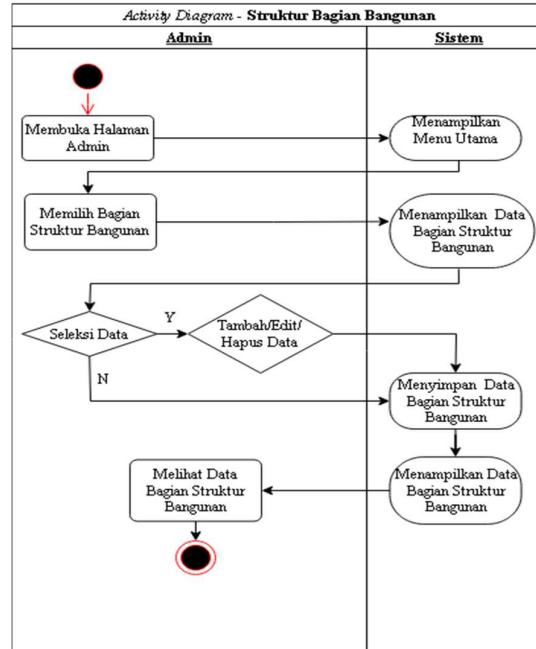 Activity Diagram - Struktur Bagian Bangunan
Admin
Sistem
Membuka Halaman
Admin
Menampilkan
Menu Utama
Memilih Bagian
Struktur Bangunan
Menampilkan Data
Bagian Struktur
Bangunan
Seleksi Data
Y
Tambah/Edit/
Hapus Data
N
Menyimpan Data
Bagian Struktur
Bangunan
Melihat Data
Bagian Struktur
Bangunan
Menampilkan Data
Bagian Struktur
Bangunan